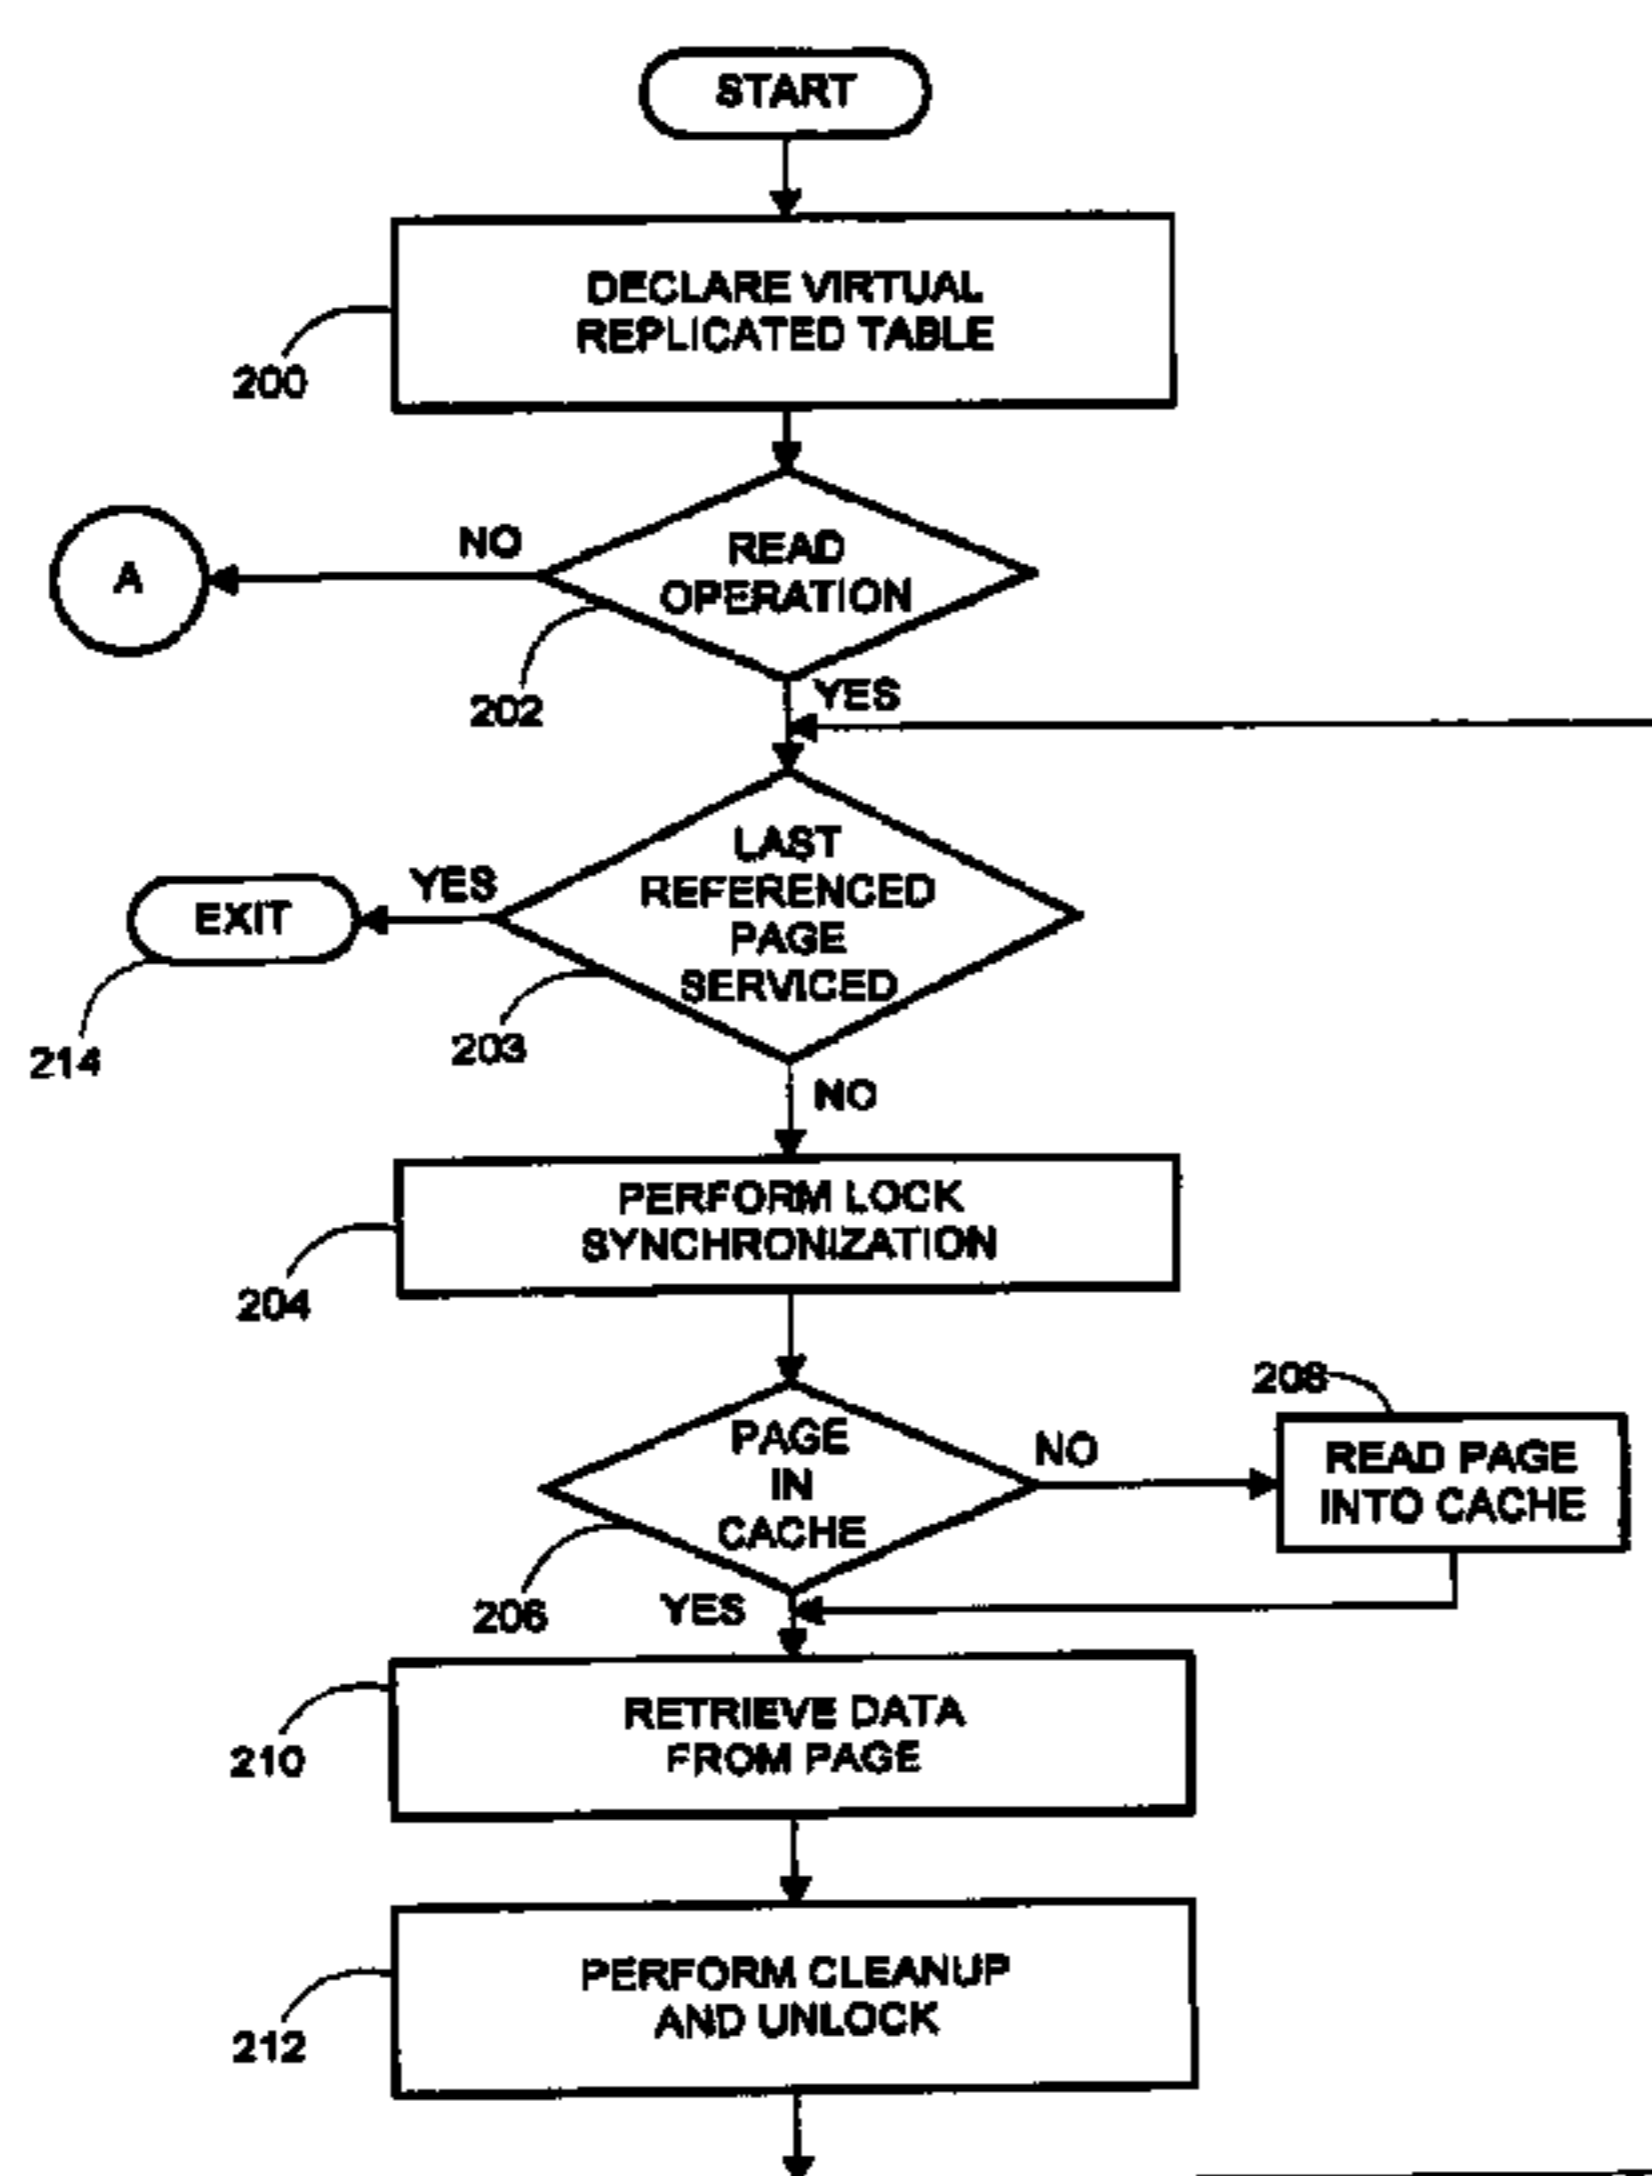 START
DECLARE VIRTUAL
REPLICATED TABLE
200
A
NO
READ
OPERATION
202
YES
LAST
REFERENCED
PAGE
SERVICED
YES
EXIT
214
203
NO
PERFORM LOCK
SYNCHRONIZATION
204
PAGE
IN
CACHE
NO
208
READ PAGE
INTO CACHE
206
YES
RETRIEVE DATA
FROM PAGE
210
PERFORM CLEANUP
AND UNLOCK
212